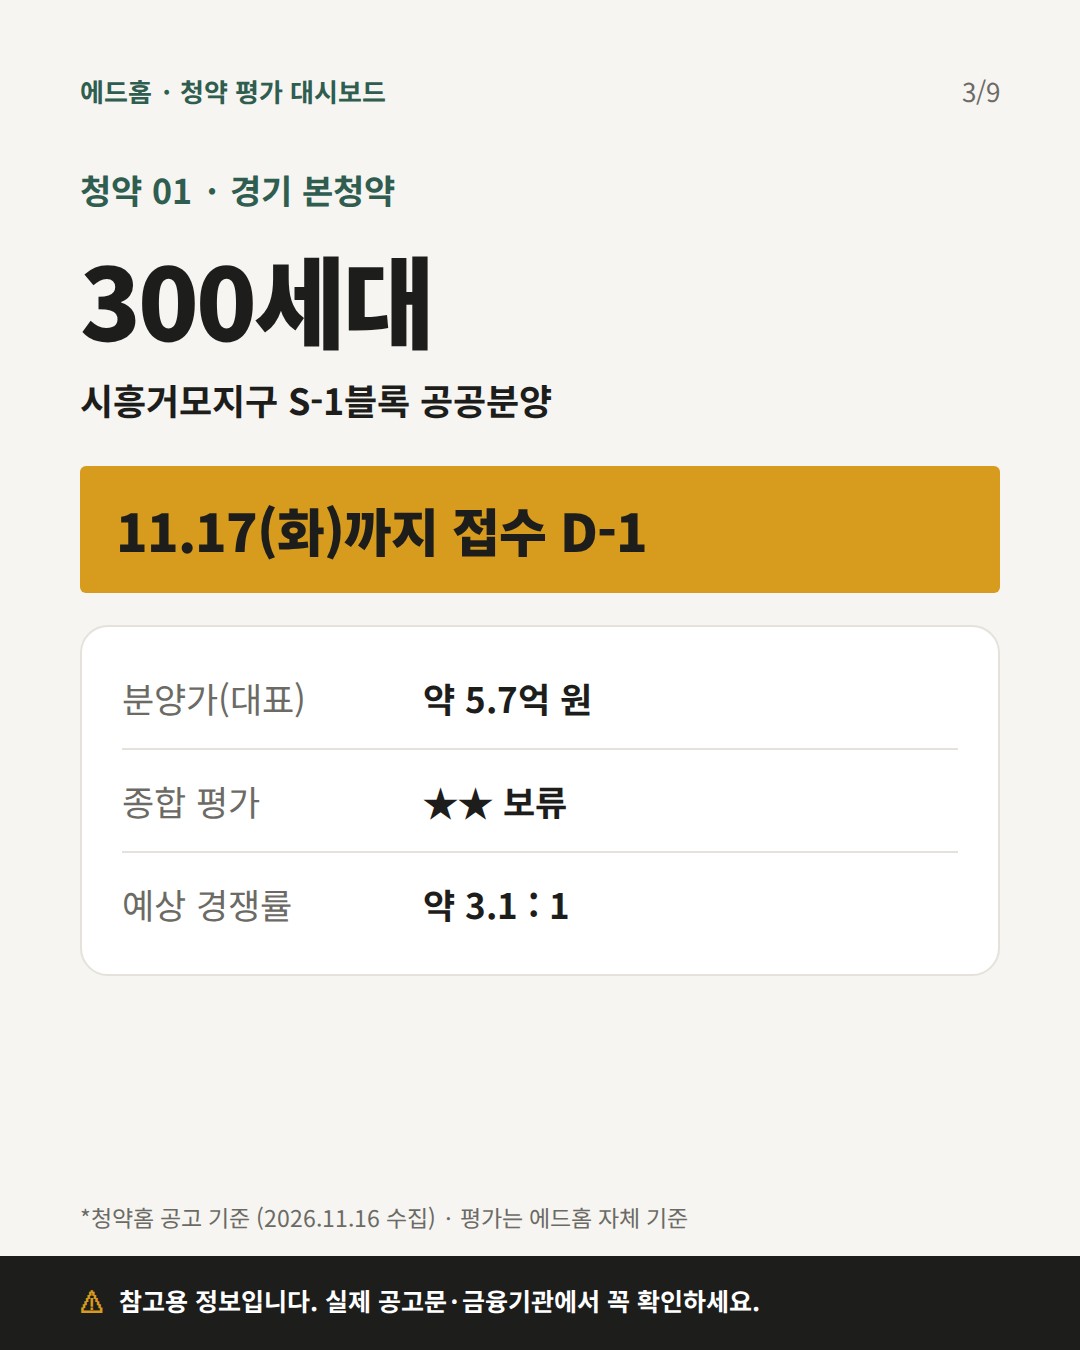 에드홈 · 청약 평가 대시보드
3/9
청약 01 · 경기 본청약
300세대
시흥거모지구 S-1블록 공공분양
11.17(화)까지 접수 D-1
분양가(대표) 약 5.7억 원
종합 평가 ★★ 보류
예상 경쟁률 약 3.1 : 1
*청약홈 공고 기준 (2026.11.16 수집) · 평가는 에드홈 자체 기준
⚠ 참고용 정보입니다. 실제 공고문·금융기관에서 꼭 확인하세요.